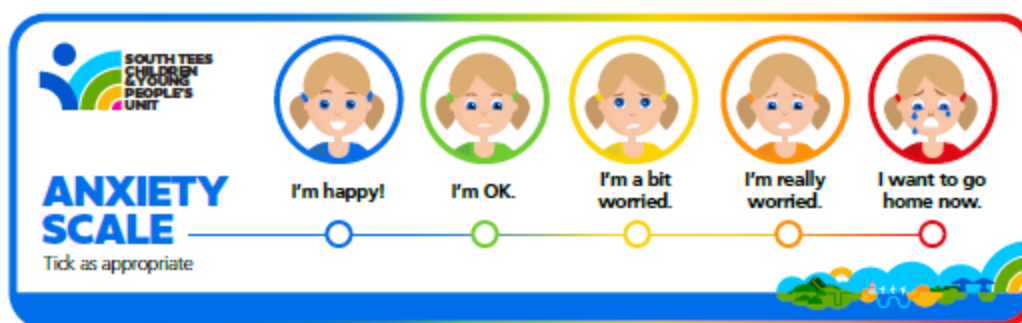 SOUTH TEES
CHILDREN
& YOUNG
PEOPLE'S
UNIT
ANXIETY
SCALE
Tick as appropriate
I'm happy!
I'm OK.
I'm a bit
worried.
I'm really
worried.
I want to go
home now.